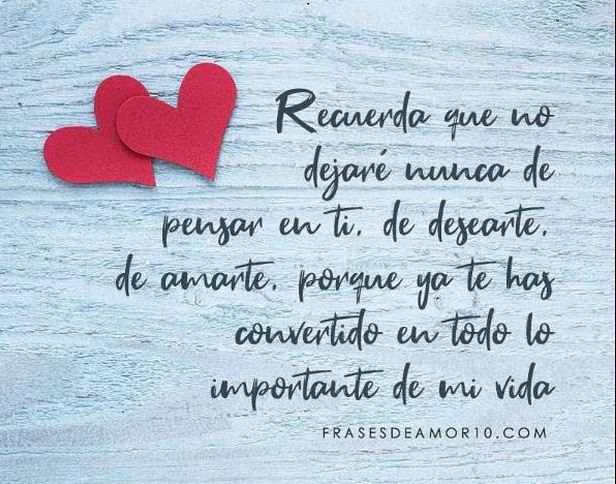 Recuerda que no
dejaré nunca de
pensar en ti, de desearte,
de amarte, porque ya te has
convertido en todo lo
importante de mi vida
FRASESDEAMOR10.COM